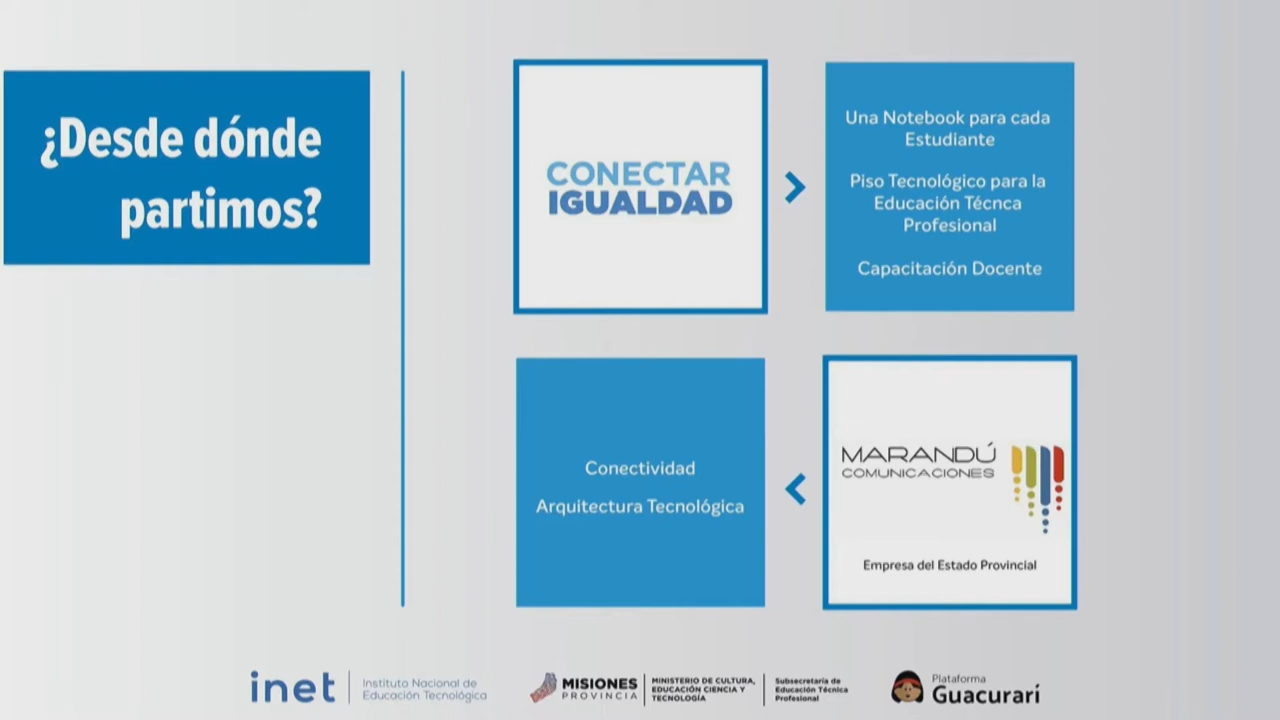 ¿Desde dónde
partimos?
CONECTAR
IGUALDAD
Una Notebook para cada
Estudiante
Piso Tecnológico para la
Educación Técnca
Profesional
Capacitación Docente
Conectividad
Arquitectura Tecnológica
MARANDÚ
COMUNICACIONES
Empresa del Estado Provincial
inet
Instituto Nacional de
Educación Tecnológica
MISIONES
PROVINCIA
MINISTERIO DE CULTURA,
EDUCACIÓN CIENCIA Y
TECNOLOGÍA
Subsecretaría de
Educación Técnica
Profesional
Plataforma
Guacurarí